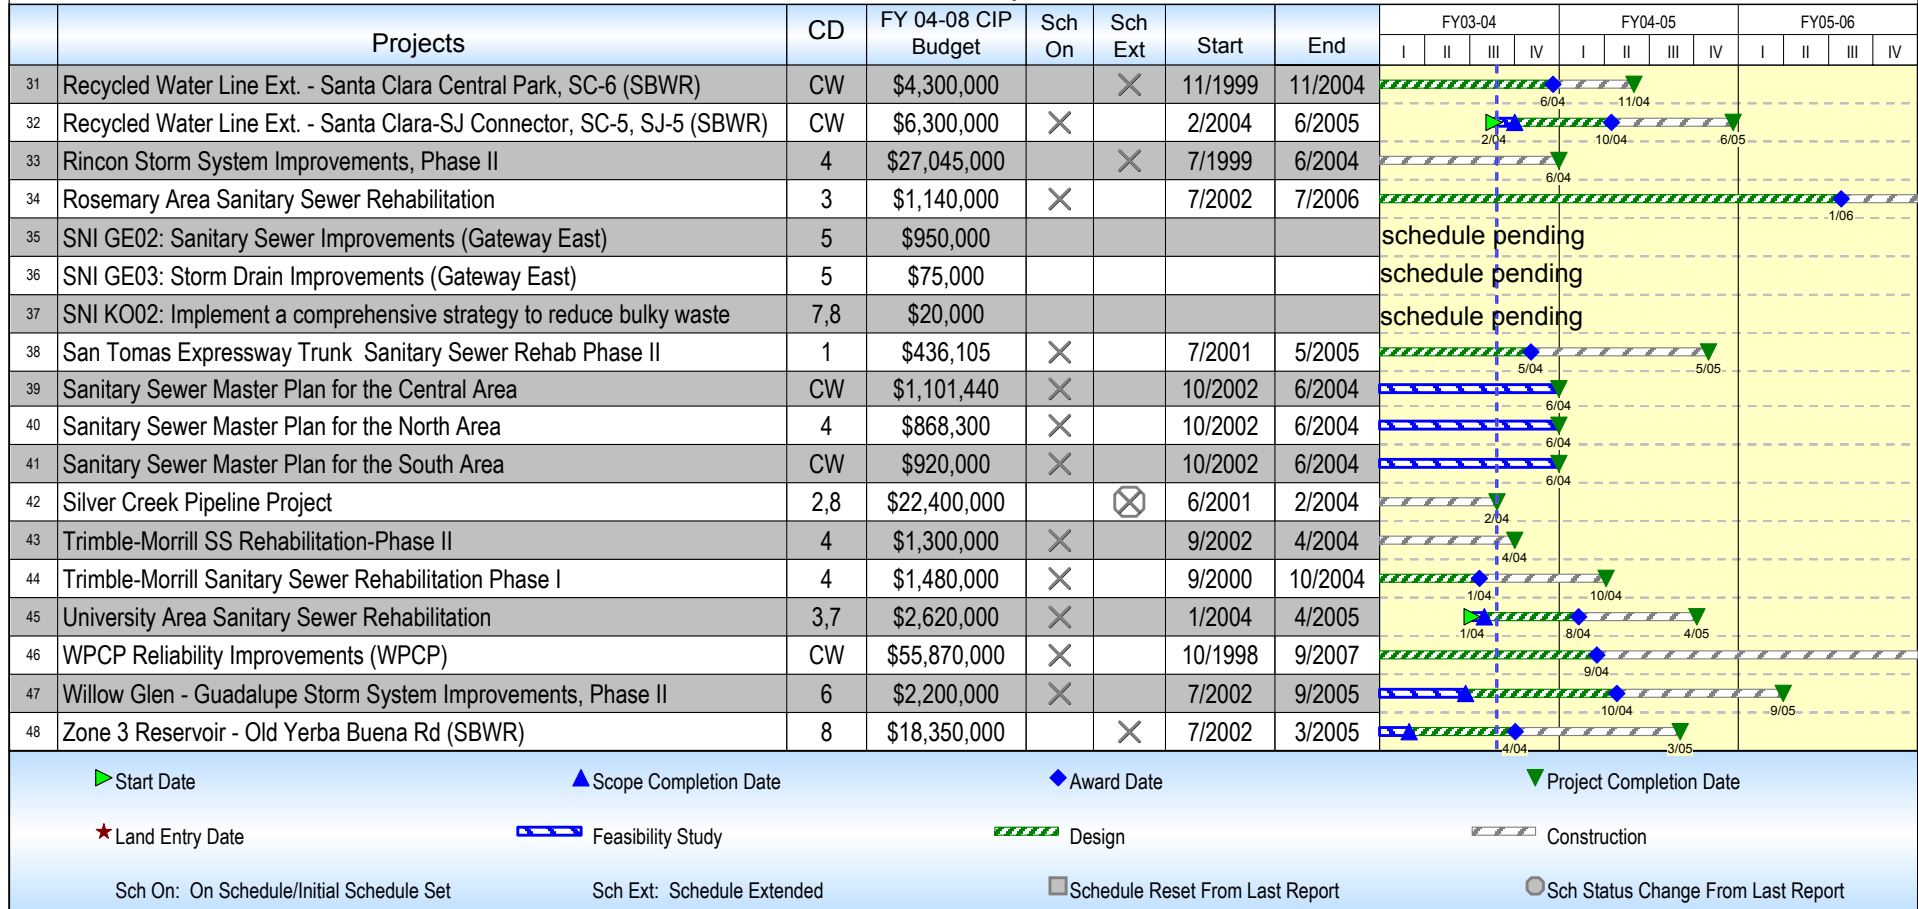 Projects CD FY 04-08 CIP Budget Sch On Sch Ext Start End FY03-04 FY04-05 FY05-06
I II III IV I II III IV I II III IV
31 Recycled Water Line Ext. - Santa Clara Central Park, SC-6 (SBWR) CW $4,300,000 11/1999 11/2004 6/04 11/04
32 Recycled Water Line Ext. - Santa Clara-SJ Connector, SC-5, SJ-5 (SBWR) CW $6,300,000 2/2004 6/2005 2/04 10/04 6/05
33 Rincon Storm System Improvements, Phase II 4 $27,045,000 7/1999 6/2004 6/04
34 Rosemary Area Sanitary Sewer Rehabilitation 3 $1,140,000 7/2002 7/2006 1/06
35 SNI GE02: Sanitary Sewer Improvements (Gateway East) 5 $950,000 schedule pending
36 SNI GE03: Storm Drain Improvements (Gateway East) 5 $75,000 schedule pending
37 SNI KO02: Implement a comprehensive strategy to reduce bulky waste 7,8 $20,000 schedule pending
38 San Tomas Expressway Trunk Sanitary Sewer Rehab Phase II 1 $436,105 7/2001 5/2005 5/04 5/05
39 Sanitary Sewer Master Plan for the Central Area CW $1,101,440 10/2002 6/2004 6/04
40 Sanitary Sewer Master Plan for the North Area 4 $868,300 10/2002 6/2004 6/04
41 Sanitary Sewer Master Plan for the South Area CW $920,000 10/2002 6/2004 6/04
42 Silver Creek Pipeline Project 2,8 $22,400,000 6/2001 2/2004 2/04
43 Trimble-Morrill SS Rehabilitation-Phase II 4 $1,300,000 9/2002 4/2004 4/04
44 Trimble-Morrill Sanitary Sewer Rehabilitation Phase I 4 $1,480,000 9/2000 10/2004 1/04 10/04
45 University Area Sanitary Sewer Rehabilitation 3,7 $2,620,000 1/2004 4/2005 1/04 8/04 4/05
46 WPCP Reliability Improvements (WPCP) CW $55,870,000 10/1998 9/2007 9/04
47 Willow Glen - Guadalupe Storm System Improvements, Phase II 6 $2,200,000 7/2002 9/2005 10/04 9/05
48 Zone 3 Reservoir - Old Yerba Buena Rd (SBWR) 8 $18,350,000 7/2002 3/2005 4/04 3/05
Start Date Scope Completion Date Award Date Project Completion Date
Land Entry Date Feasibility Study Design Construction
Sch On: On Schedule/Initial Schedule Set Sch Ext: Schedule Extended Schedule Reset From Last Report Sch Status Change From Last Report